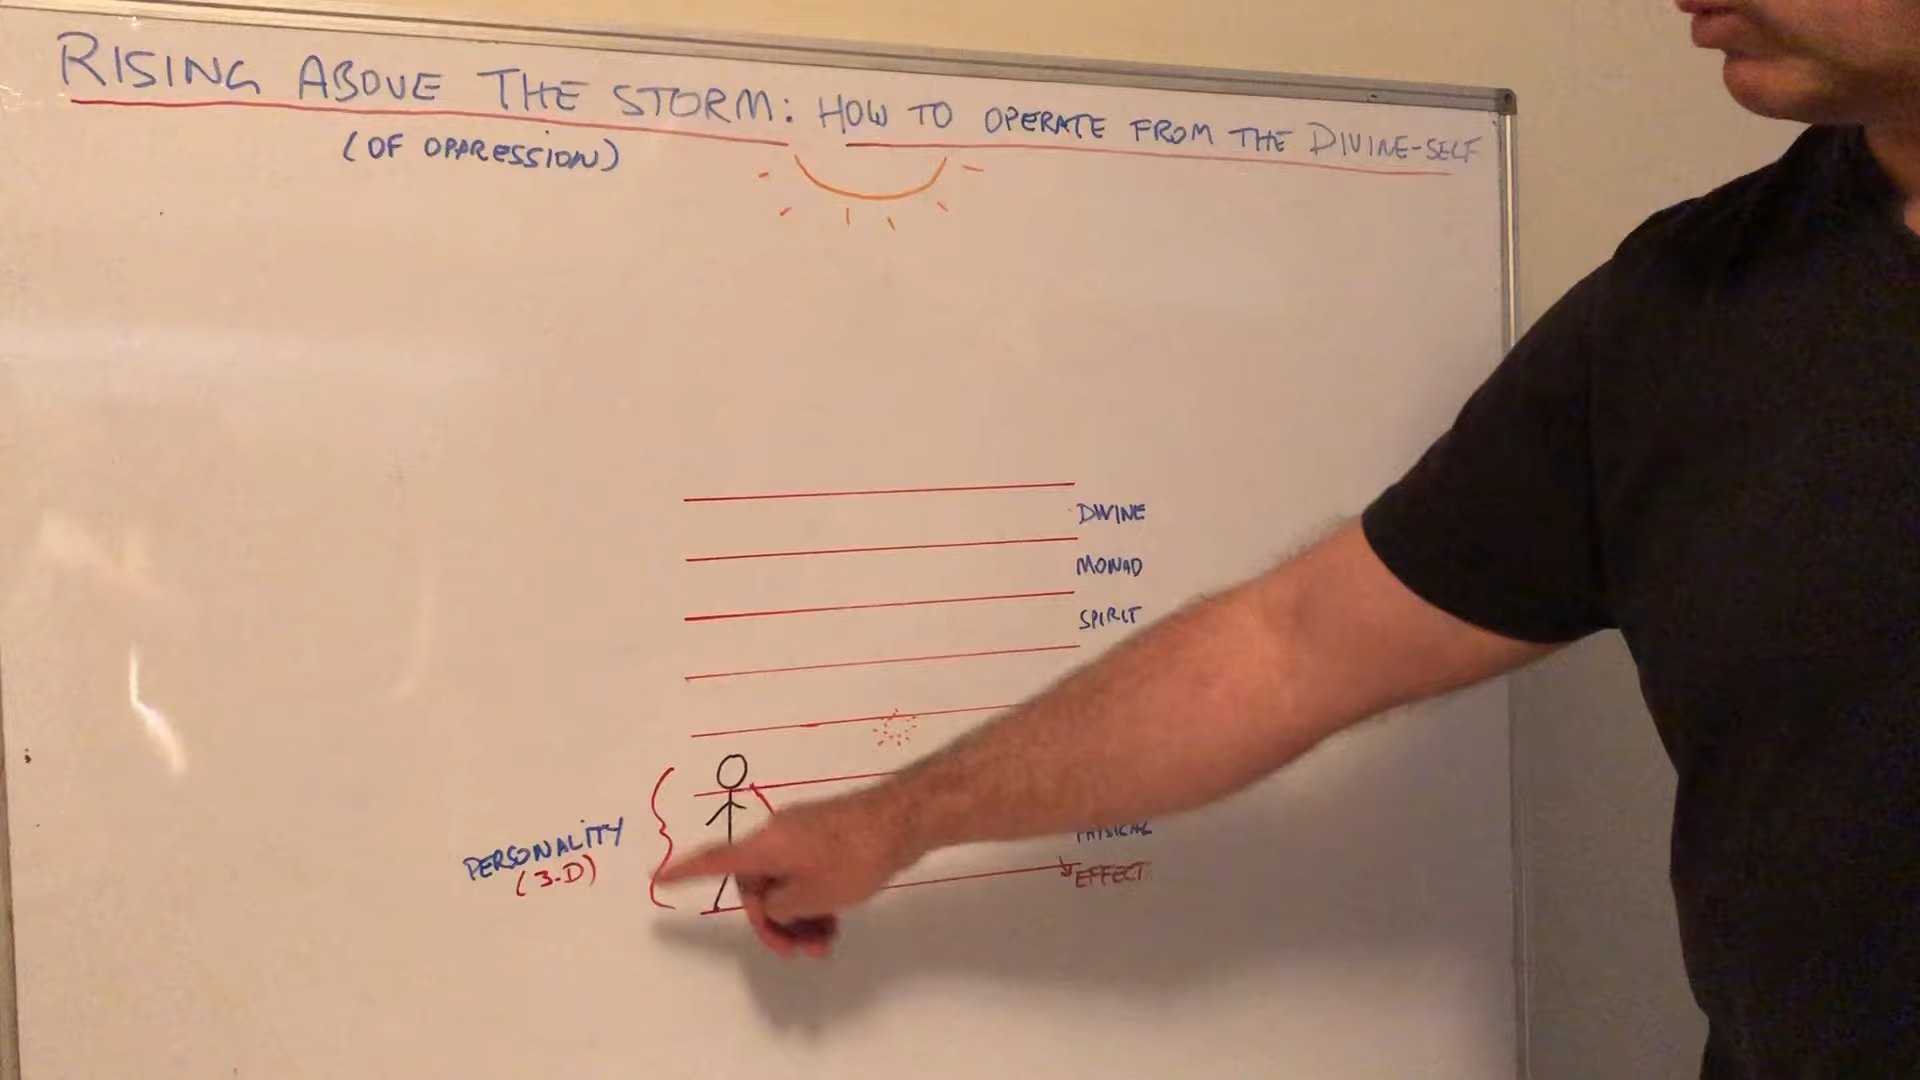 RISING ABOVE THE STORM: HOW TO OPERATE FROM THE DIVINE-SELF
(OF OPPRESSION)
DIVINE
MONAD
SPIRIT
PHYSICAL
PERSONALITY
(3-D)
EFFECT